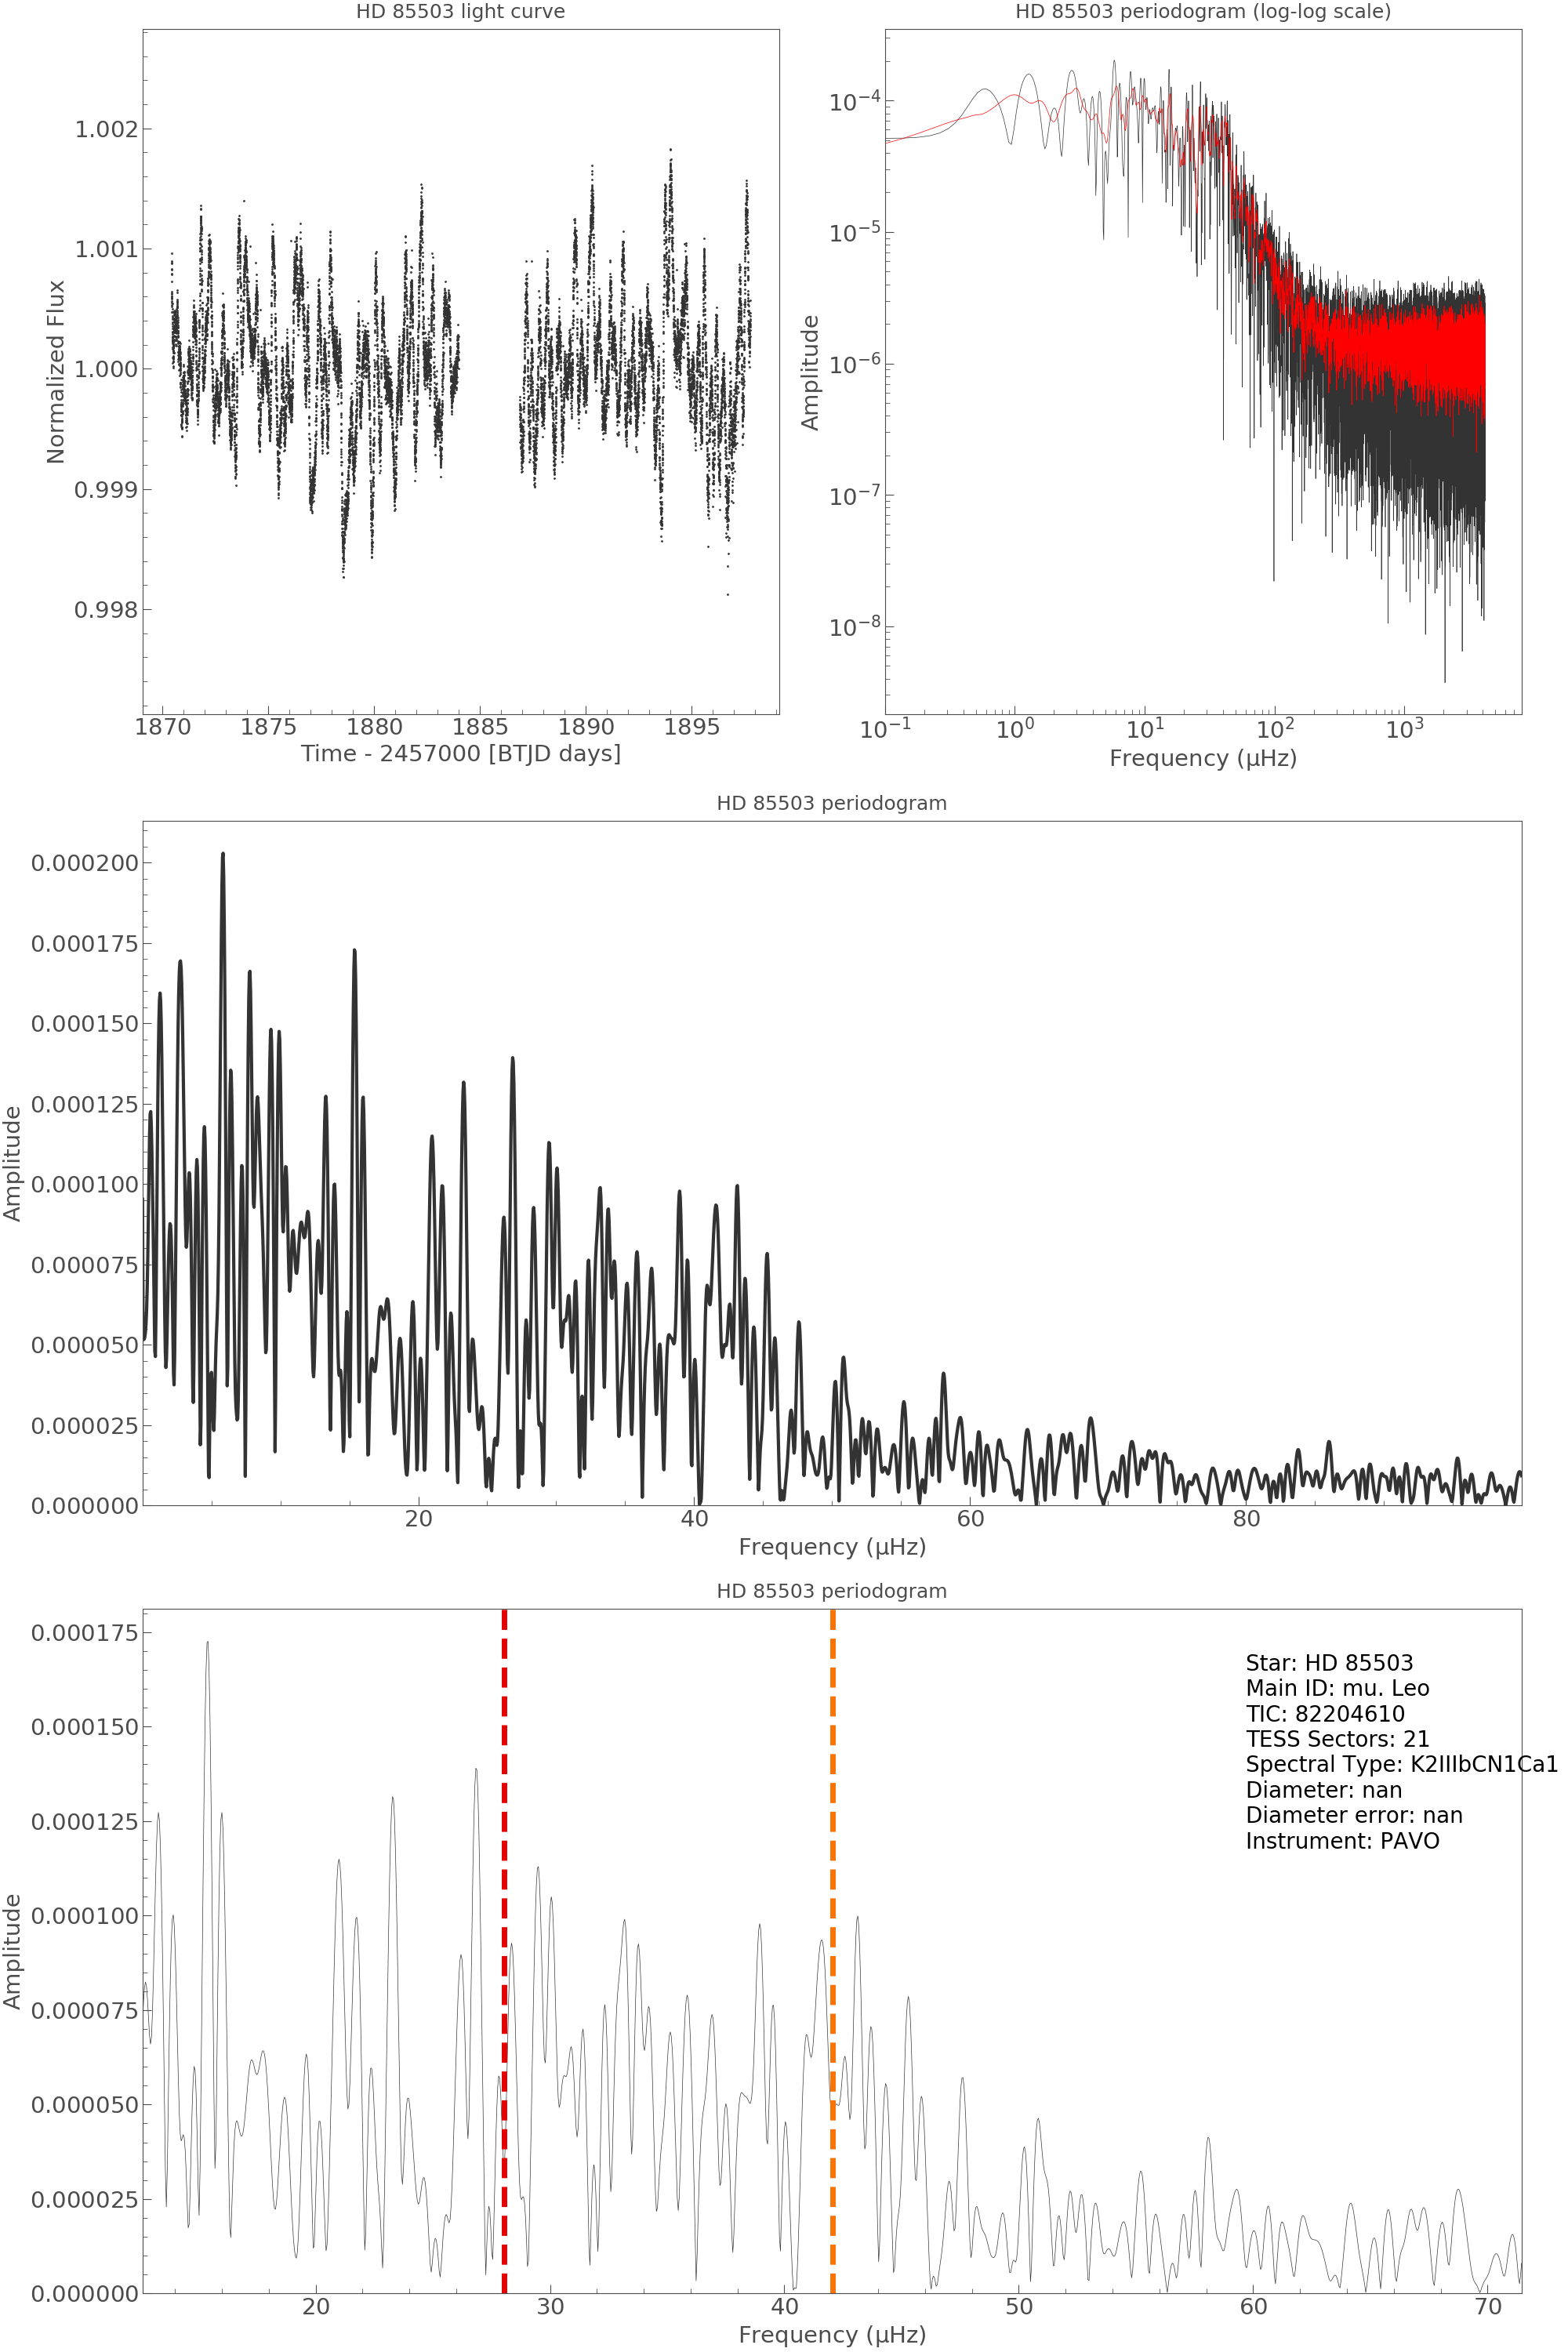 HD 85503 light curve
1.002
1.001
1.000
0.999
0.998
Normalized Flux
1870 1875 1880 1885 1890 1895
Time - 2457000 [BTJD days]
HD 85503 periodogram (log-log scale)
10⁻⁴
10⁻⁵
10⁻⁶
10⁻⁷
10⁻⁸
Amplitude
10⁻¹ 10⁰ 10¹ 10² 10³
Frequency (μHz)
HD 85503 periodogram
0.000200
0.000175
0.000150
0.000125
0.000100
0.000075
0.000050
0.000025
0.000000
Amplitude
20 40 60 80
Frequency (μHz)
HD 85503 periodogram
0.000175
0.000150
0.000125
0.000100
0.000075
0.000050
0.000025
0.000000
Amplitude
Star: HD 85503
Main ID: mu. Leo
TIC: 82204610
TESS Sectors: 21
Spectral Type: K2IIIbCN1Ca1
Diameter: nan
Diameter error: nan
Instrument: PAVO
20 30 40 50 60 70
Frequency (μHz)